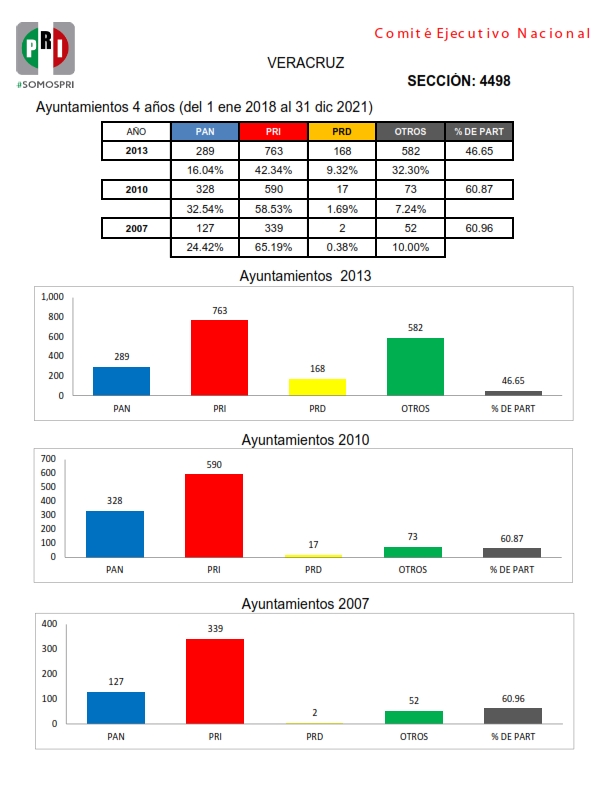 Comité Ejecutivo Nacional
PRI
#SOMOSPRI
VERACRUZ
SECCIÓN: 4498
Ayuntamientos 4 años (del 1 ene 2018 al 31 dic 2021)
AÑO PAN PRI PRD OTROS % DE PART
2013 289 763 168 582 46.65
16.04% 42.34% 9.32% 32.30%
2010 328 590 17 73 60.87
32.54% 58.53% 1.69% 7.24%
2007 127 339 2 52 60.96
24.42% 65.19% 0.38% 10.00%
Ayuntamientos 2013
1,000
800
600
400
200
0
289 763 168 582 46.65
PAN PRI PRD OTROS % DE PART
Ayuntamientos 2010
700
600
500
400
300
200
100
0
328 590 17 73 60.87
PAN PRI PRD OTROS % DE PART
Ayuntamientos 2007
400
300
200
100
0
127 339 2 52 60.96
PAN PRI PRD OTROS % DE PART